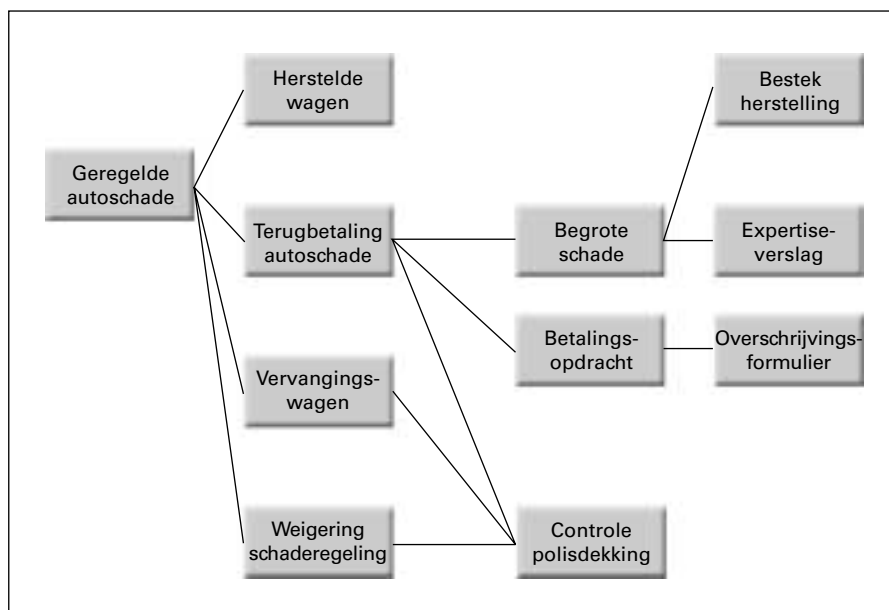 Herstelde
wagen
Bestek
herstelling
Geregelde
autoschade
Terugbetaling
autoschade
Begrote
schade
Expertise-
verslag
Betalings-
opdracht
Overschrijvings-
formulier
Vervangings-
wagen
Weigering
schaderegeling
Controle
polisdekking